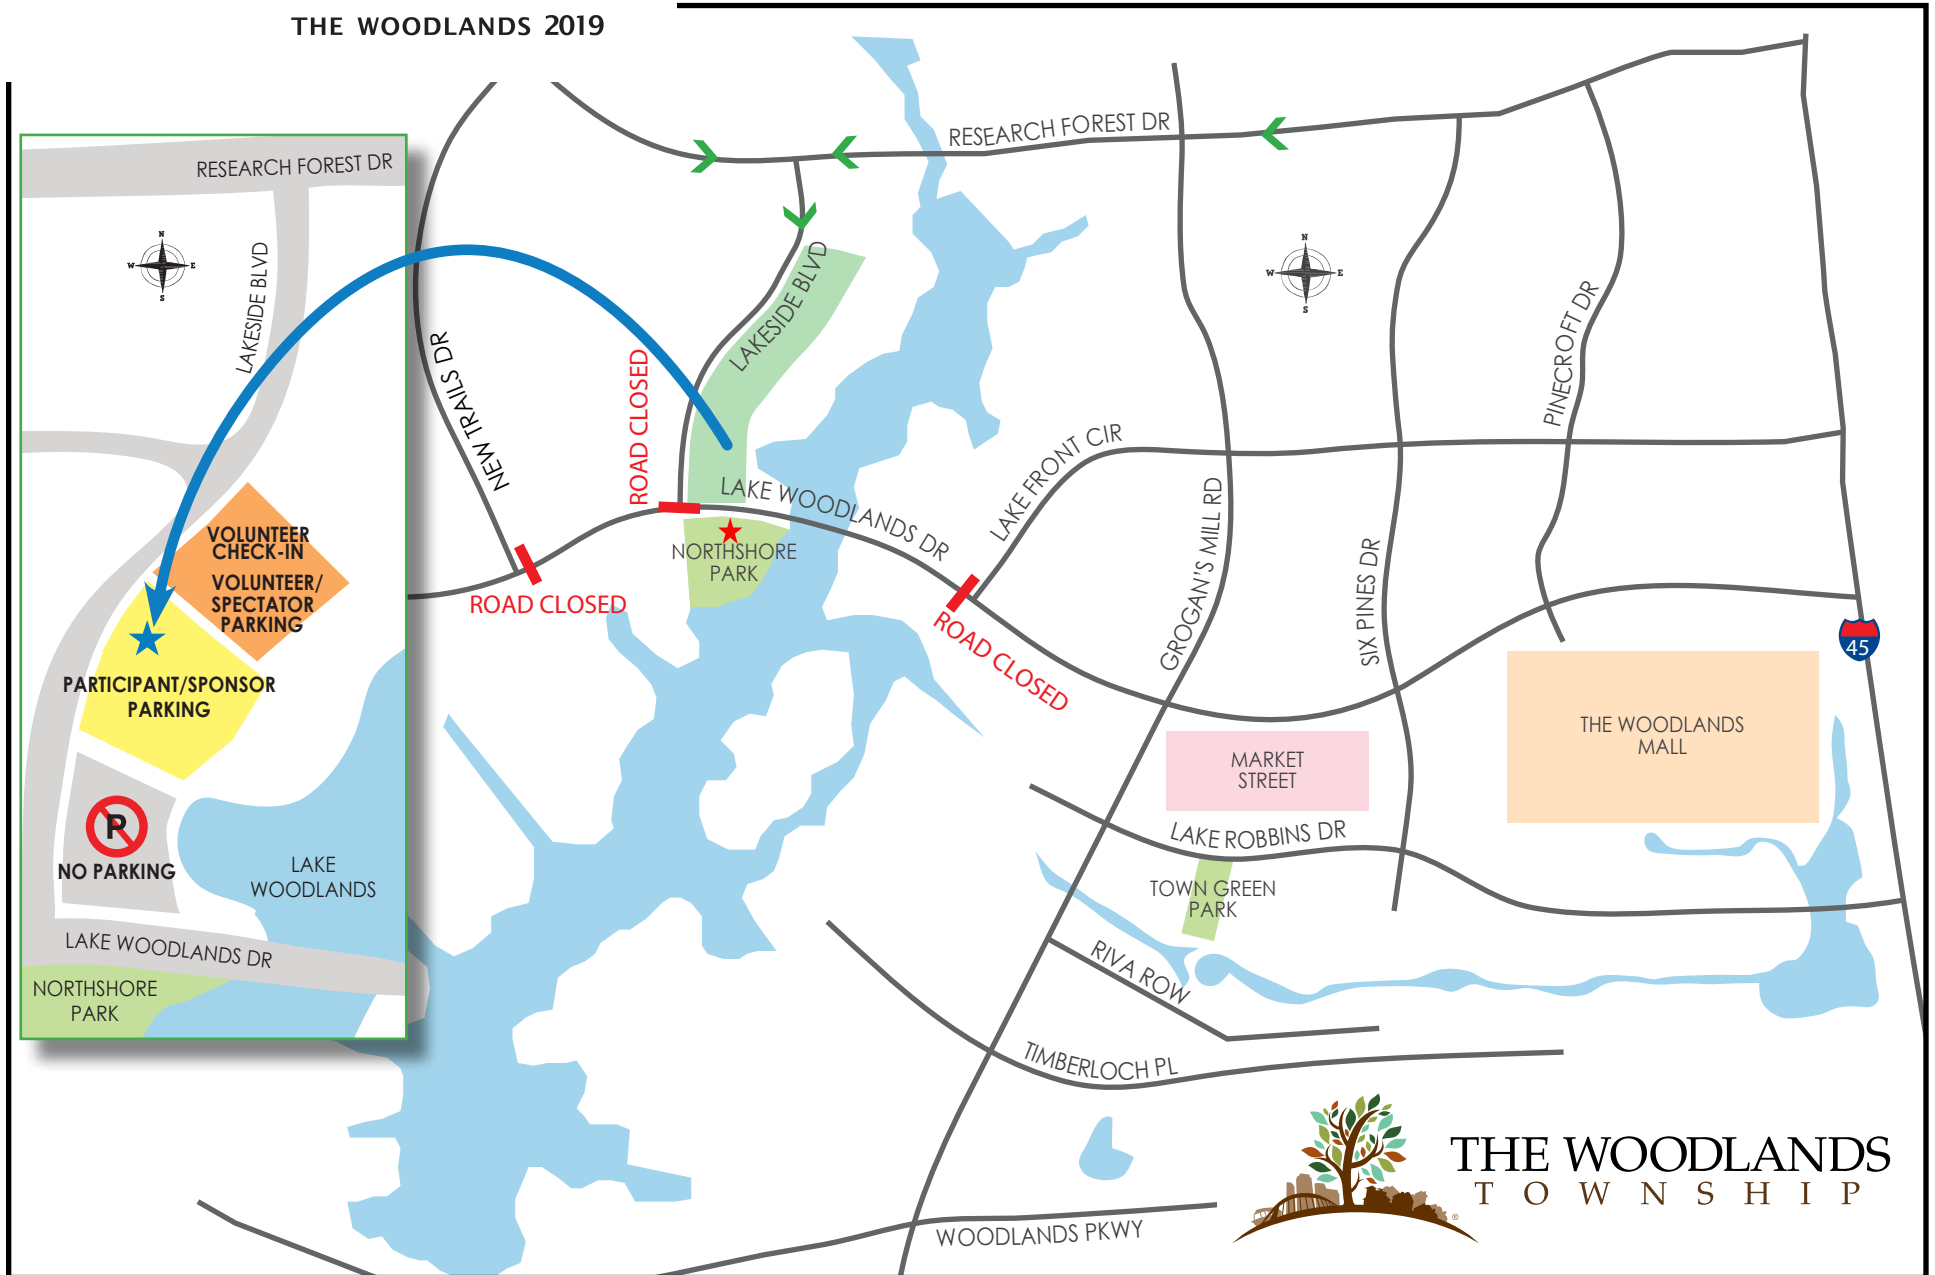 THE WOODLANDS 2019
RESEARCH FOREST DR
N
W E
S
LAKESIDE BLVD
VOLUNTEER
CHECK-IN
VOLUNTEER/
SPECTATOR
PARKING
PARTICIPANT/SPONSOR
PARKING
P
NO PARKING
LAKE
WOODLANDS
LAKE WOODLANDS DR
NORTHSHORE
PARK
RESEARCH FOREST DR
LAKESIDE BLVD
NEW TRAILS DR
ROAD CLOSED
ROAD CLOSED
ROAD CLOSED
LAKE WOODLANDS DR
NORTHSHORE
PARK
LAKE FRONT CIR
GROGAN'S MILL RD
SIX PINES DR
PINECROFT DR
N
W E
S
45
THE WOODLANDS
MALL
MARKET
STREET
LAKE ROBBINS DR
TOWN GREEN
PARK
RIVA ROW
TIMBERLOCH PL
WOODLANDS PKWY
THE WOODLANDS
TOWNSHIP
®